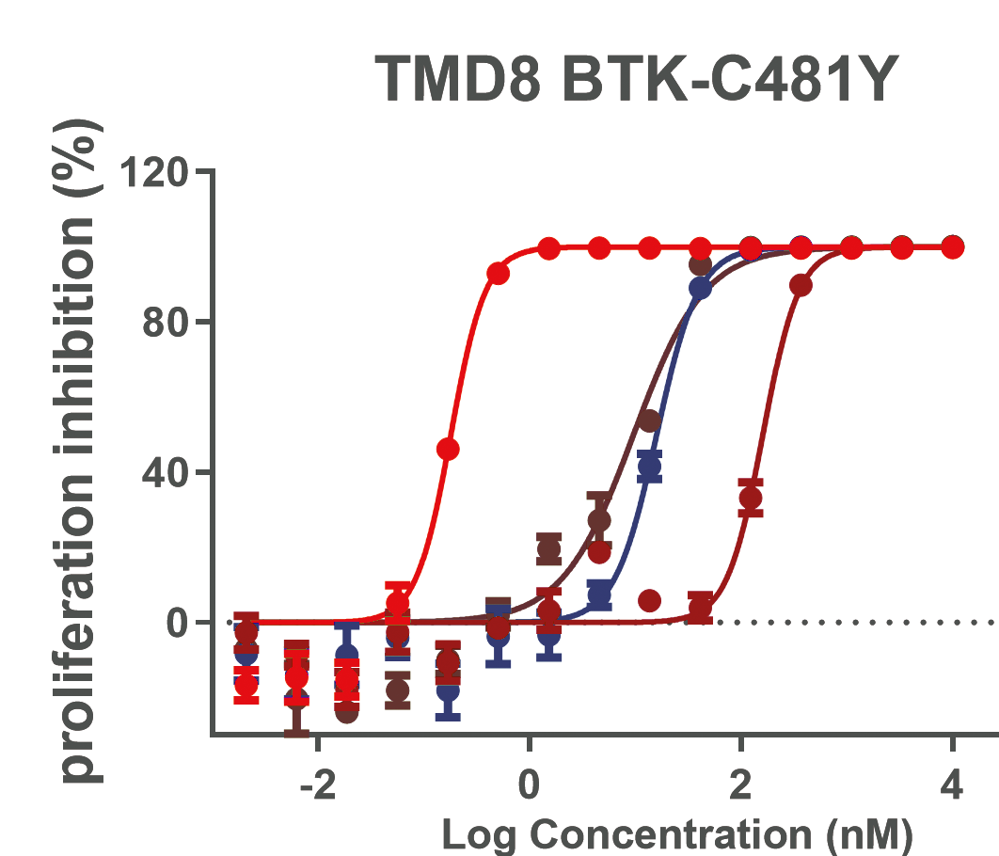 TMD8 BTK-C481Y
proliferation inhibition (%)
120
80
40
0
-2 0 2 4
Log Concentration (nM)